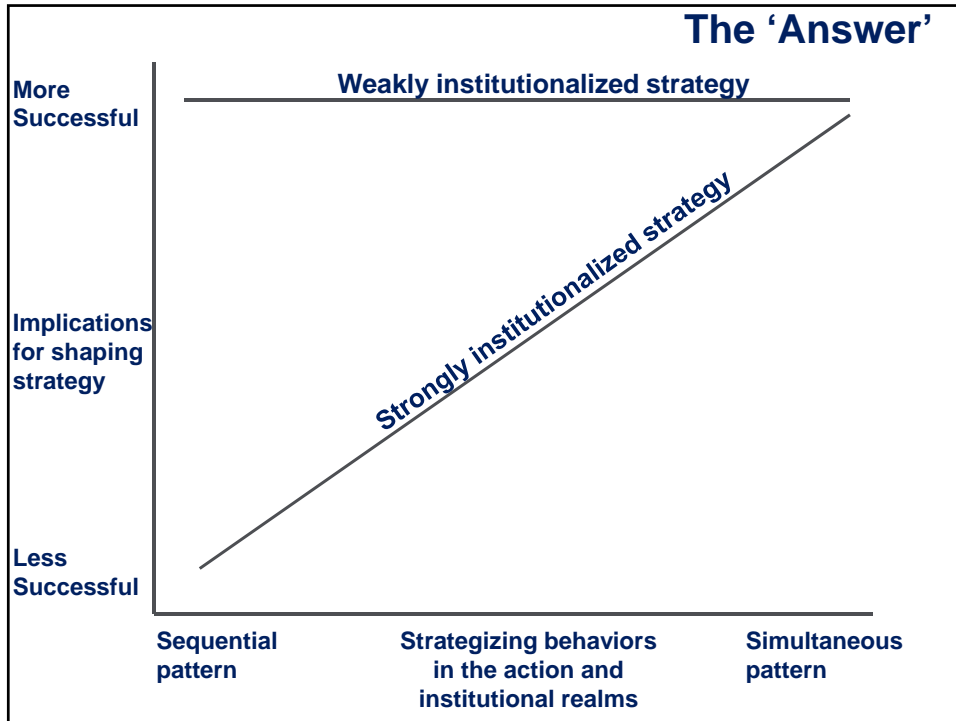 The ‘Answer’
More
Successful
Weakly institutionalized strategy
Strongly institutionalized strategy
Implications
for shaping
strategy
Less
Successful
Sequential
pattern
Strategizing behaviors
in the action and
institutional realms
Simultaneous
pattern